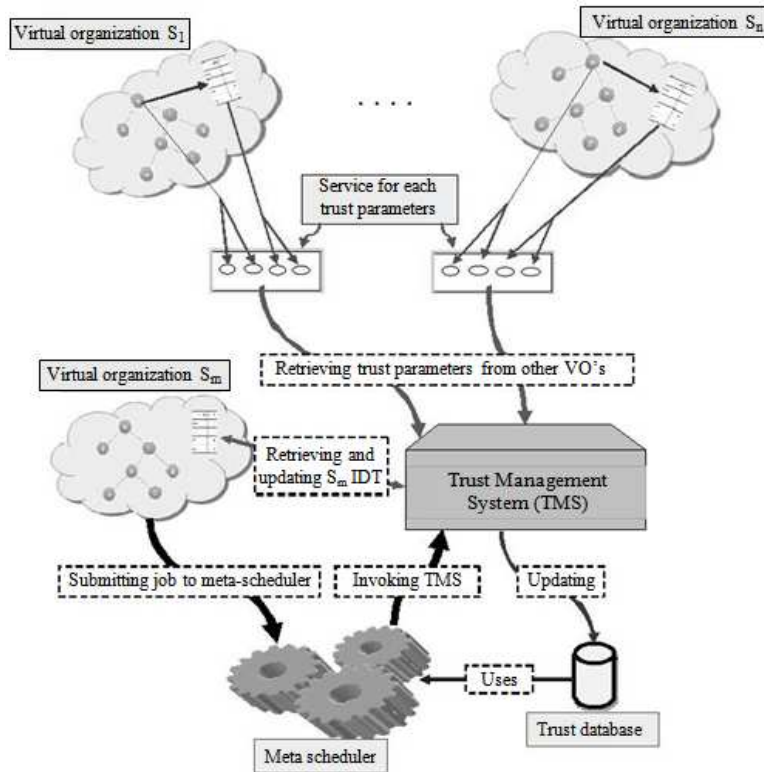 Virtual organization S1
Virtual organization Sn
. . . .
Service for each
trust parameters
Retrieving trust parameters from other VO's
Virtual organization Sm
Retrieving and
updating Sm IDT
Trust Management
System (TMS)
Submitting job to meta-scheduler
Invoking TMS
Updating
Uses
Trust database
Meta scheduler